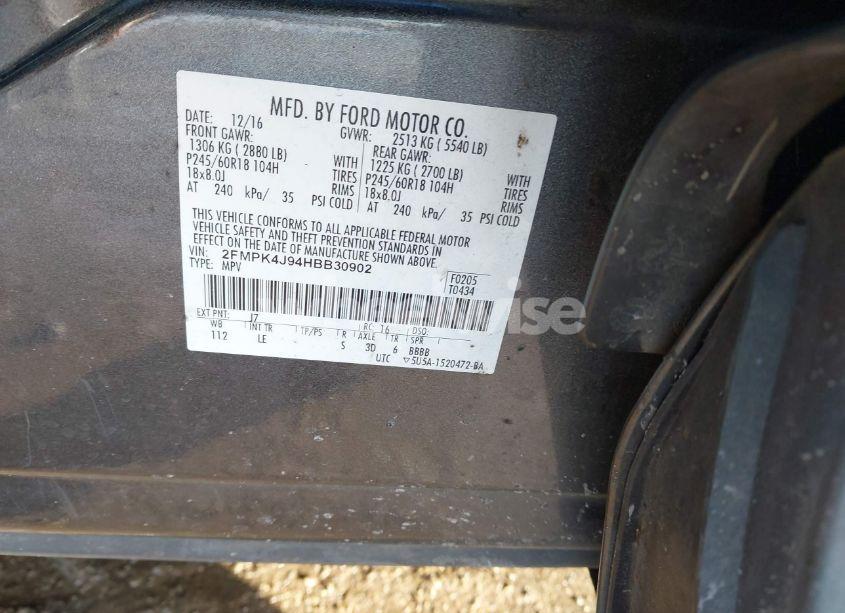 MFD. BY FORD MOTOR CO.
DATE: 12/16 GVWR: 2513 KG ( 5540 LB)
FRONT GAWR: REAR GAWR:
1306 KG ( 2880 LB) WITH 1225 KG ( 2700 LB) WITH
P245/60R18 104H TIRES P245/60R18 104H TIRES
18x8.0J RIMS 18x8.0J RIMS
AT 240 kPa/ 35 PSI COLD AT 240 kPa/ 35 PSI COLD
THIS VEHICLE CONFORMS TO ALL APPLICABLE FEDERAL MOTOR
VEHICLE SAFETY AND THEFT PREVENTION STANDARDS IN
EFFECT ON THE DATE OF MANUFACTURE SHOWN ABOVE.
VIN: 2FMPK4J94HBB30902
TYPE: MPV
F0205
T0434
EXT PNT: J7 RC: 16 DSO:
WB INT TR TP/PS R AXLE TR SPR
112 LE S 3D 6 BBBB
UTC ▽5U5A-1520472-BA
ise